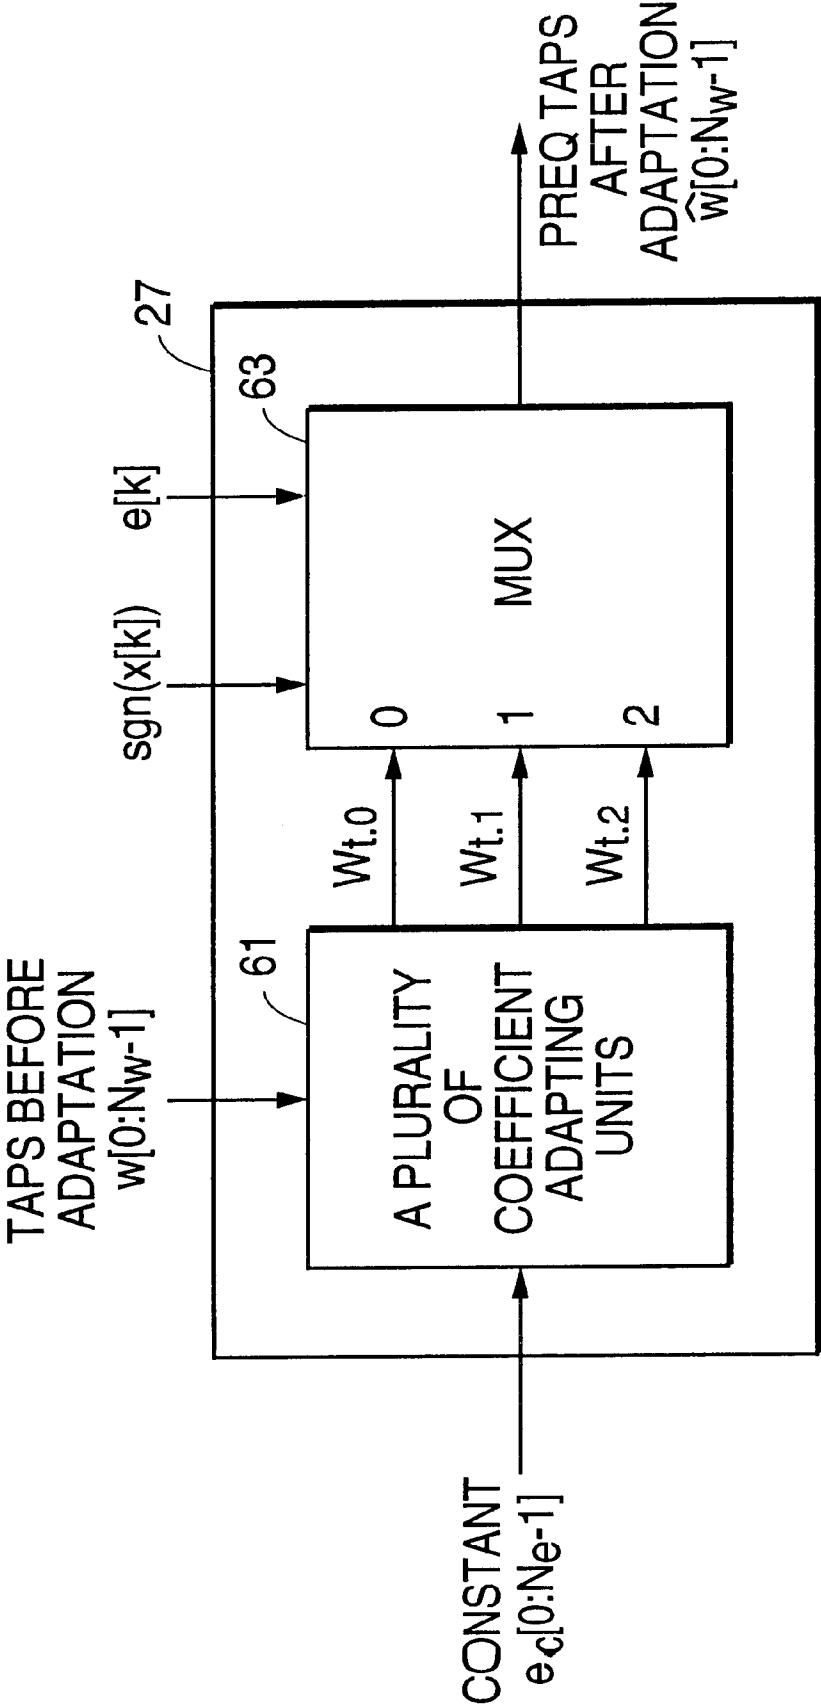 TAPS BEFORE
ADAPTATION
w[0:Nw-1]
sgn(x[k])
e[k]
27
61
63
CONSTANT
ec[0:Ne-1]
A PLURALITY
OF
COEFFICIENT
ADAPTING
UNITS
Wt.0
Wt.1
Wt.2
0
1
2
MUX
PREQ TAPS
AFTER
ADAPTATION
ŵ[0:Nw-1]